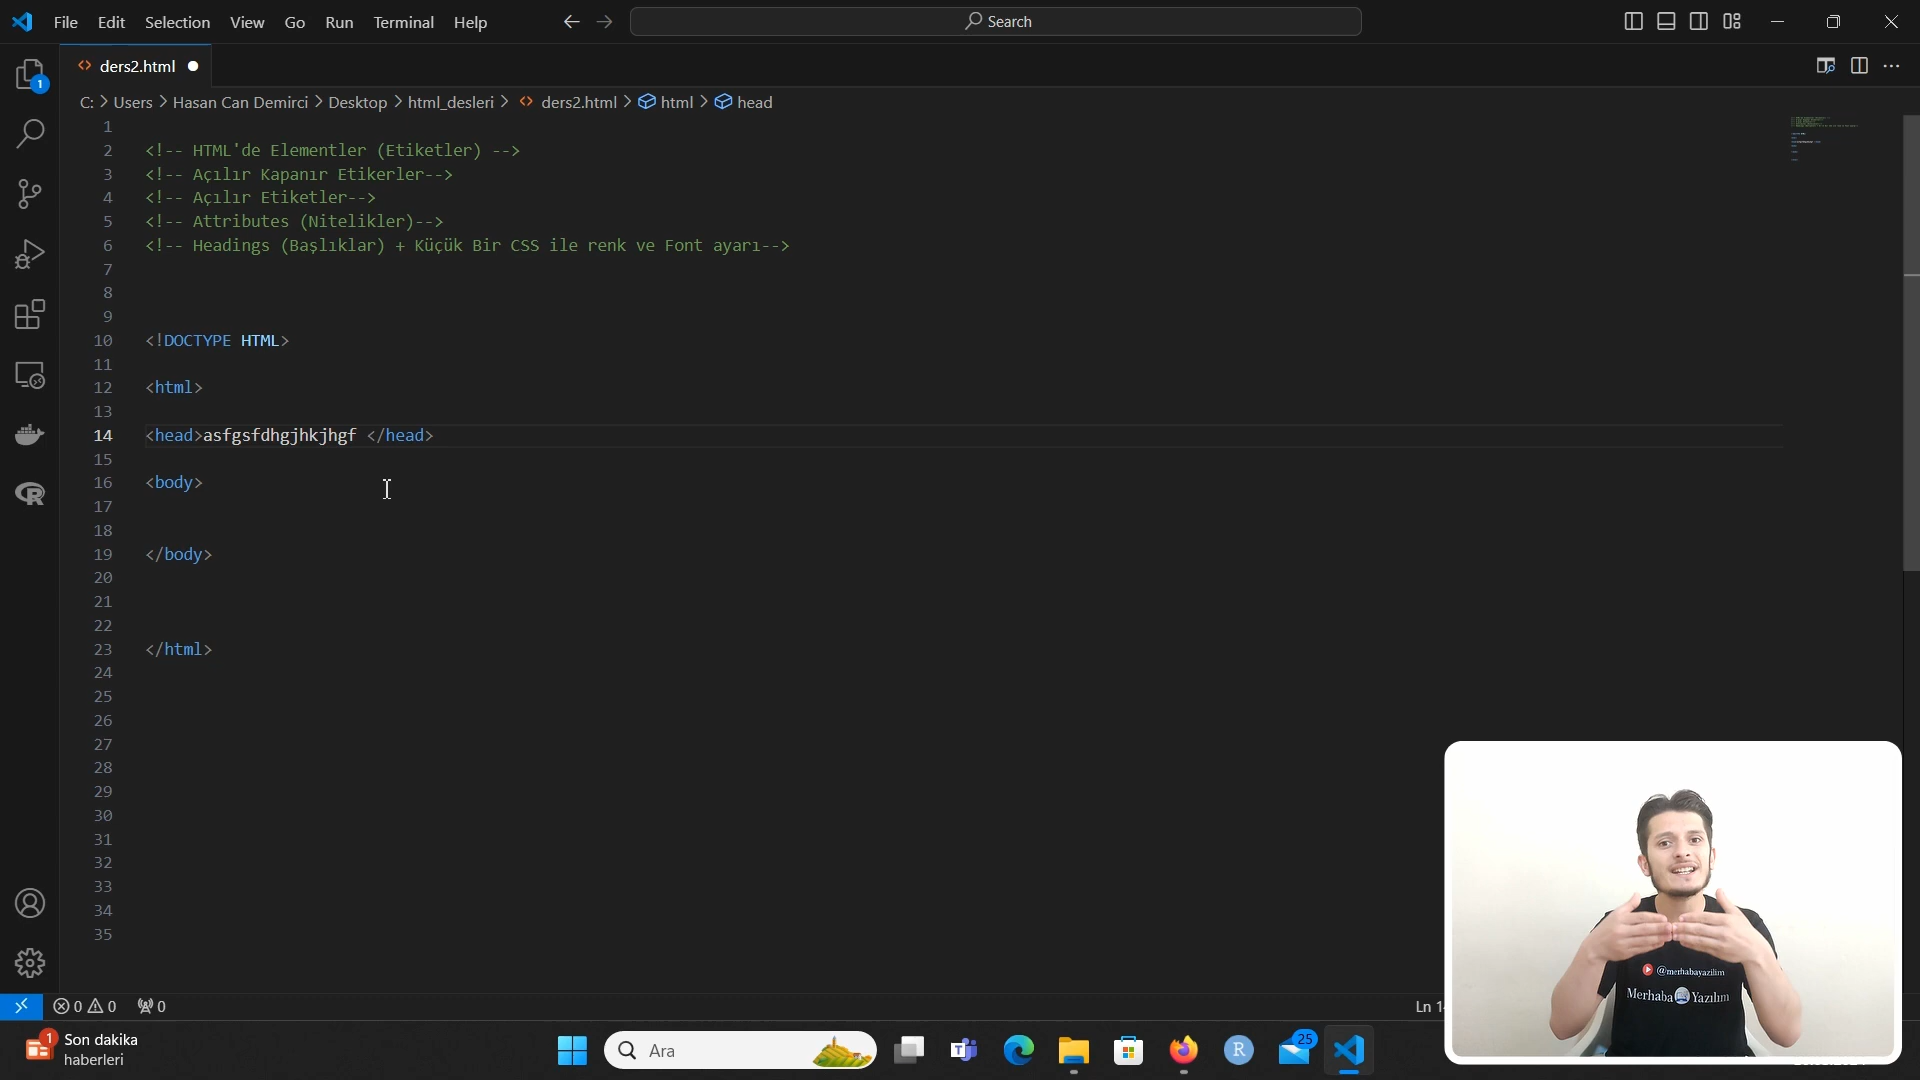 File Edit Selection View Go Run Terminal Help
Search
ders2.html
C: > Users > Hasan Can Demirci > Desktop > html_desleri > ders2.html > html > head
1
1
2 <!-- HTML'de Elementler (Etiketler) -->
3 <!-- Açılır Kapanır Etikerler-->
4 <!-- Açılır Etiketler-->
5 <!-- Attributes (Nitelikler)-->
6 <!-- Headings (Başlıklar) + Küçük Bir CSS ile renk ve Font ayarı-->
7
8
9
10 <!DOCTYPE HTML>
11
12 <html>
13
14 <head>asfgsfdhgjhkjhgf </head>
15
16 <body>
17
18
19 </body>
20
21
22
23 </html>
24
25
26
27
28
29
30
31
32
33
34
35
@merhabayazilim
Merhaba Yazılım
0 0 0
Ln 1
1
Son dakika
haberleri
Ara
R
25